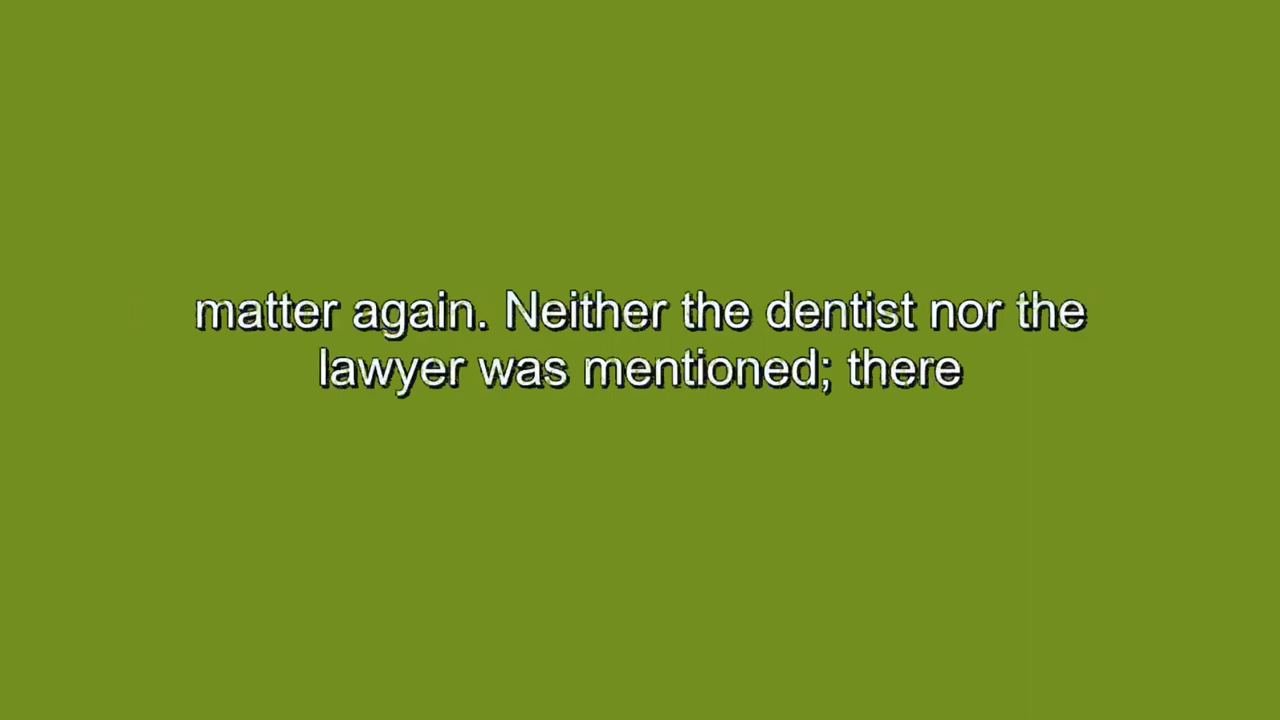 matter again. Neither the dentist nor the
lawyer was mentioned; there